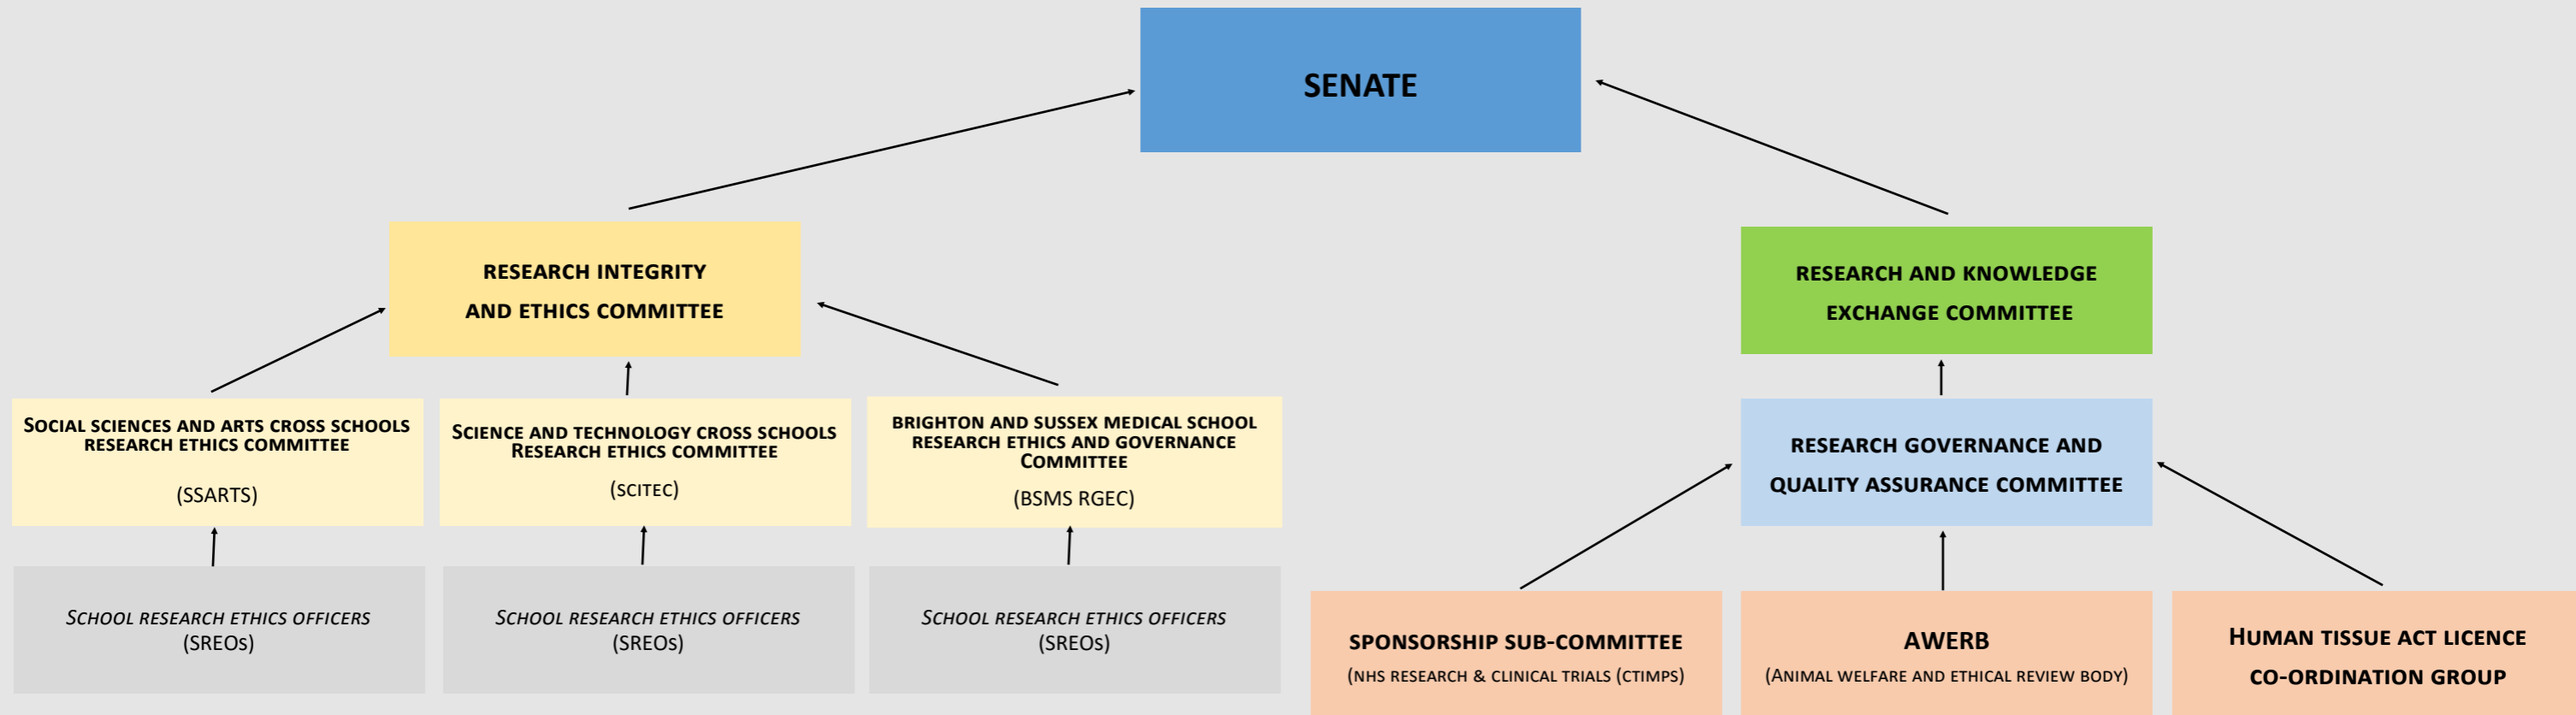 SENATE
RESEARCH INTEGRITY
AND ETHICS COMMITTEE
RESEARCH AND KNOWLEDGE
EXCHANGE COMMITTEE
SOCIAL SCIENCES AND ARTS CROSS SCHOOLS
RESEARCH ETHICS COMMITTEE
(SSARTS)
SCIENCE AND TECHNOLOGY CROSS SCHOOLS
RESEARCH ETHICS COMMITTEE
(SCITEC)
BRIGHTON AND SUSSEX MEDICAL SCHOOL
RESEARCH ETHICS AND GOVERNANCE
COMMITTEE
(BSMS RGEC)
RESEARCH GOVERNANCE AND
QUALITY ASSURANCE COMMITTEE
SCHOOL RESEARCH ETHICS OFFICERS
(SREOs)
SCHOOL RESEARCH ETHICS OFFICERS
(SREOs)
SCHOOL RESEARCH ETHICS OFFICERS
(SREOs)
SPONSORSHIP SUB-COMMITTEE
(NHS RESEARCH & CLINICAL TRIALS (CTIMPS)
AWERB
(ANIMAL WELFARE AND ETHICAL REVIEW BODY)
HUMAN TISSUE ACT LICENCE
CO-ORDINATION GROUP